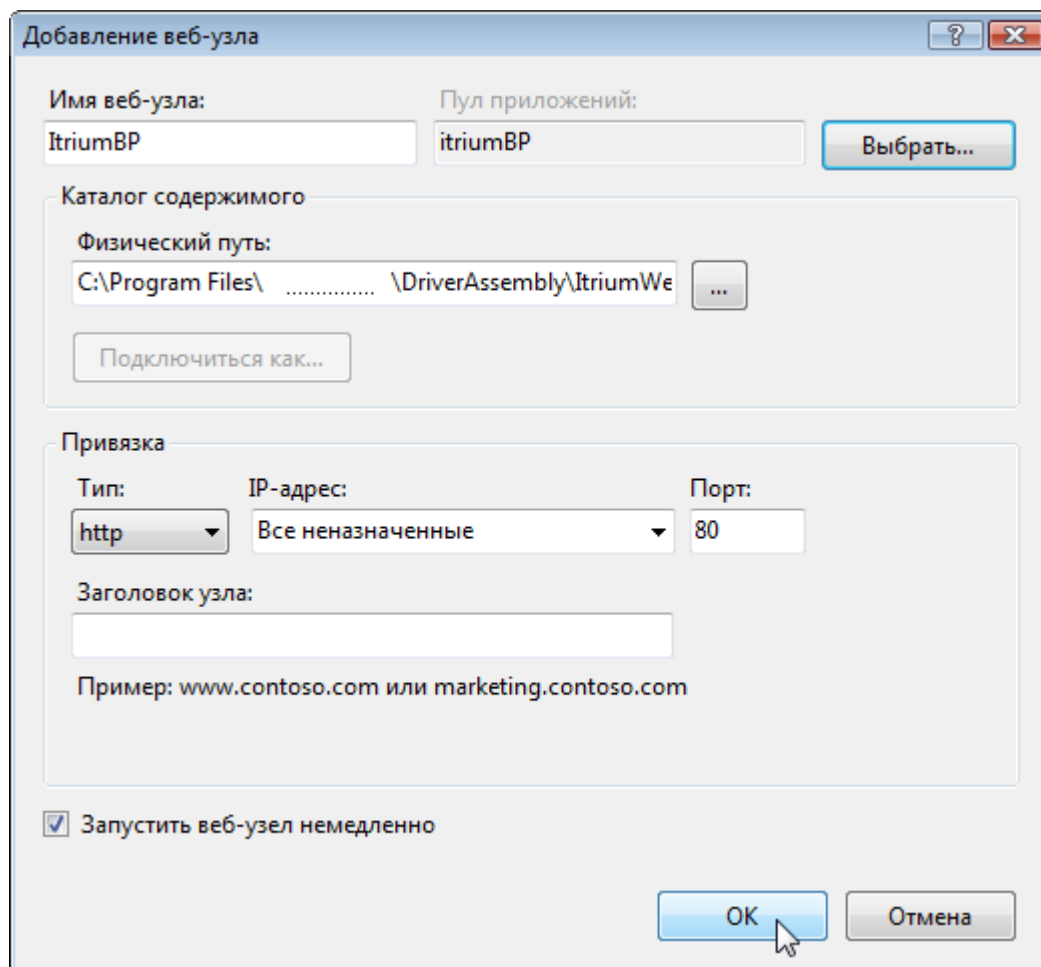 Добавление веб-узла
Имя веб-узла: Пул приложений:
ItriumBP itriumBP Выбрать...
Каталог содержимого
Физический путь:
C:\Program Files\ ............... \DriverAssembly\ItriumWe ...
Подключиться как...
Привязка
Тип: IP-адрес: Порт:
http Все неназначенные 80
Заголовок узла:
Пример: www.contoso.com или marketing.contoso.com
Запустить веб-узел немедленно
ОК Отмена